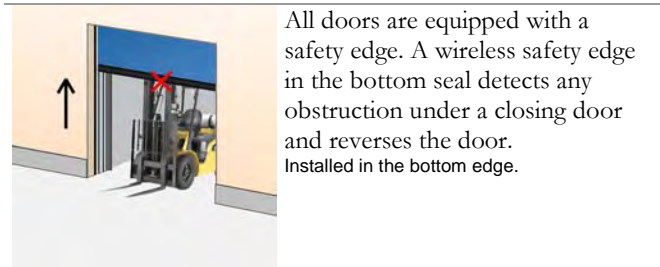 All doors are equipped with a
safety edge. A wireless safety edge
in the bottom seal detects any
obstruction under a closing door
and reverses the door.
Installed in the bottom edge.